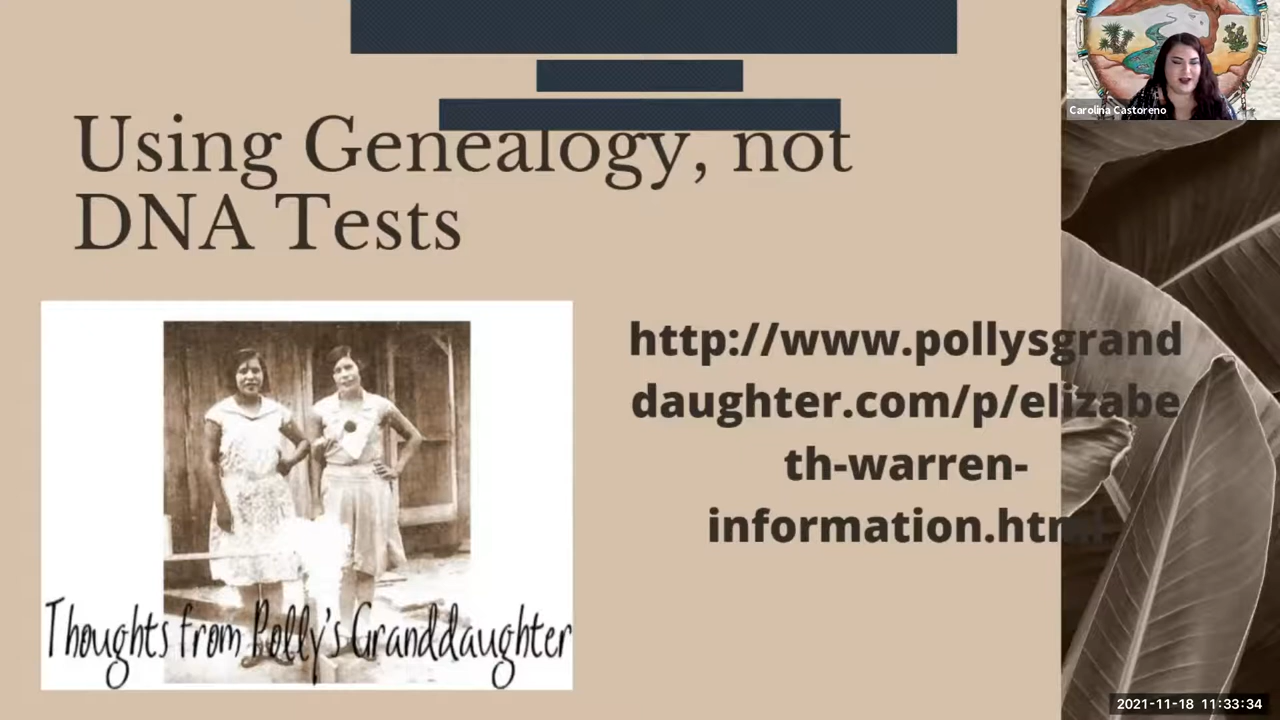 Using Genealogy, not
DNA Tests
http://www.pollysgrand
daughter.com/p/elizabe
th-warren-
information.html
Thoughts from Polly's Granddaughter
Carolina Castoreno
2021-11-18 11:33:34